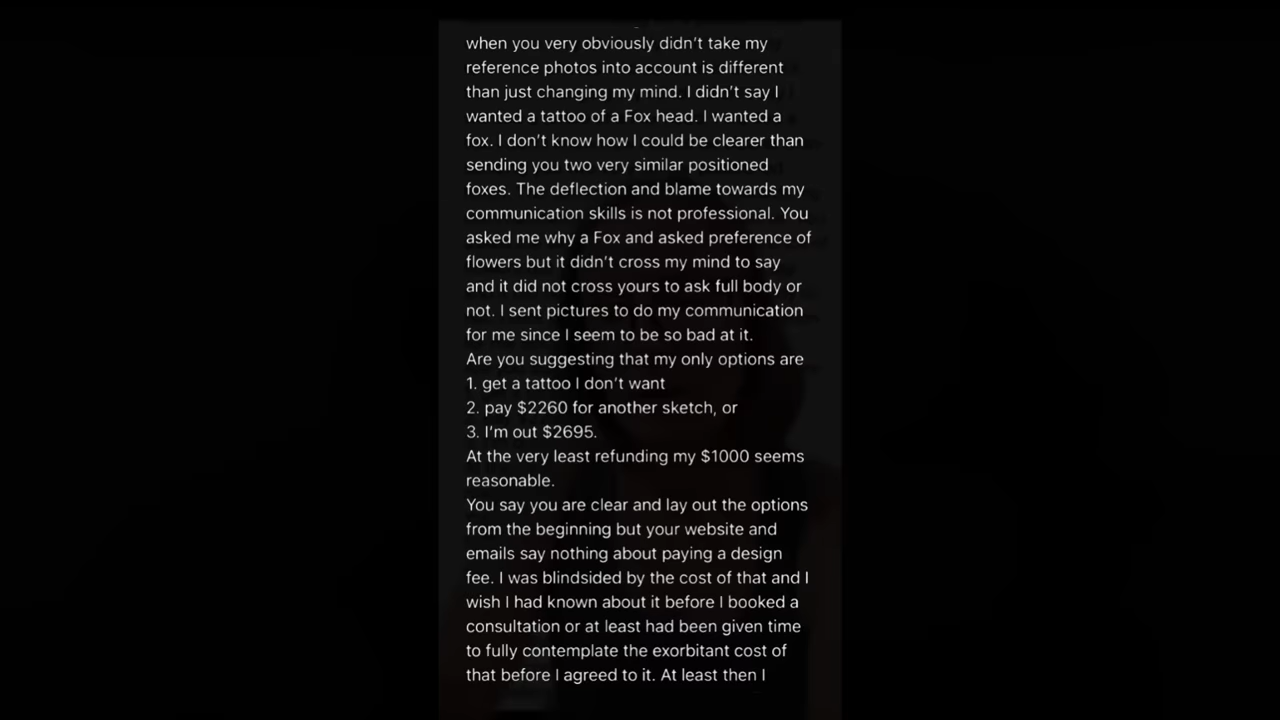 when you very obviously didn't take my
reference photos into account is different
than just changing my mind. I didn't say I
wanted a tattoo of a Fox head. I wanted a
fox. I don't know how I could be clearer than
sending you two very similar positioned
foxes. The deflection and blame towards my
communication skills is not professional. You
asked me why a Fox and asked preference of
flowers but it didn't cross my mind to say
and it did not cross yours to ask full body or
not. I sent pictures to do my communication
for me since I seem to be so bad at it.
Are you suggesting that my only options are
1. get a tattoo I don't want
2. pay $2260 for another sketch, or
3. I'm out $2695.
At the very least refunding my $1000 seems
reasonable.
You say you are clear and lay out the options
from the beginning but your website and
emails say nothing about paying a design
fee. I was blindsided by the cost of that and I
wish I had known about it before I booked a
consultation or at least had been given time
to fully contemplate the exorbitant cost of
that before I agreed to it. At least then I